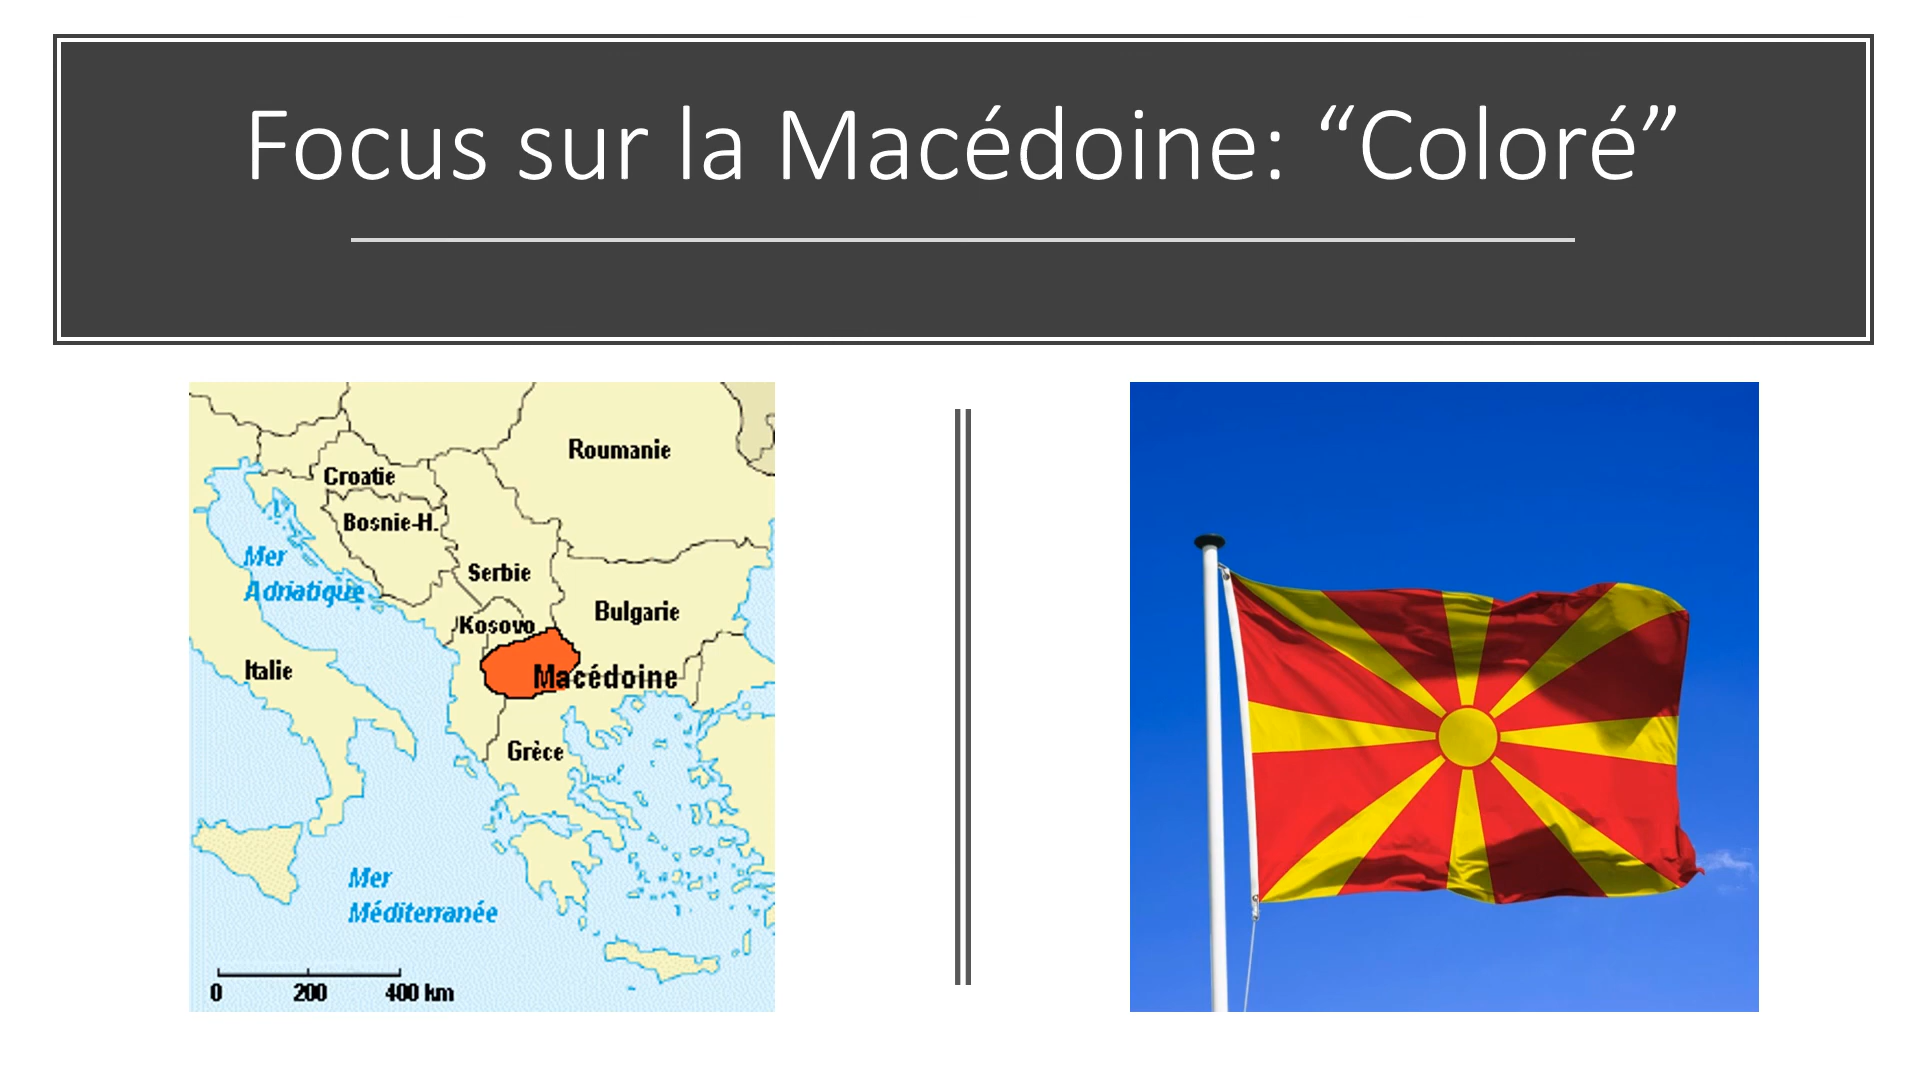 Focus sur la Macédoine: “Coloré”
Roumanie
Croatie
Bosnie-H.
Mer
Adriatique
Serbie
Bulgarie
Kosovo
Italie
Macédoine
Grèce
Mer
Méditerranée
0 200 400 km